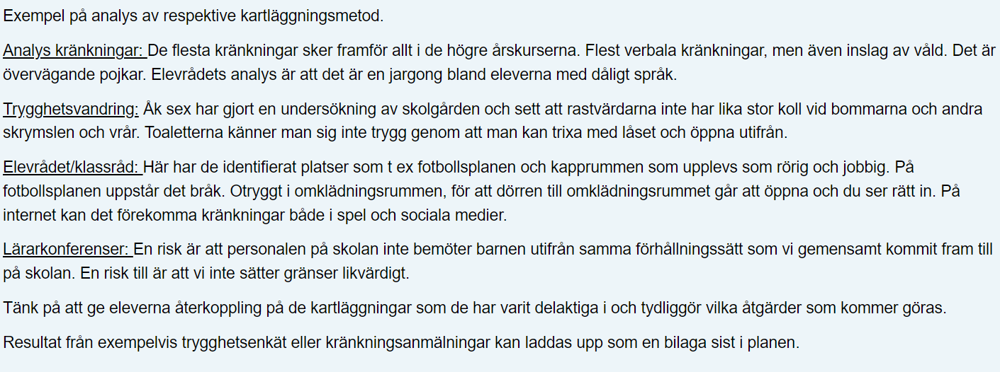 Exempel på analys av respektive kartläggningsmetod.
Analys kränkningar: De flesta kränkningar sker framför allt i de högre årskurserna. Flest verbala kränkningar, men även inslag av våld. Det är
övervägande pojkar. Elevrådets analys är att det är en jargong bland eleverna med dåligt språk.
Trygghetsvandring: Åk sex har gjort en undersökning av skolgården och sett att rastvärdarna inte har lika stor koll vid bommarna och andra
skrymslen och vrår. Toaletterna känner man sig inte trygg genom att man kan trixa med låset och öppna utifrån.
Elevrådet/klassråd: Här har de identifierat platser som t ex fotbollsplanen och kapprummen som upplevs som rörig och jobbig. På
fotbollsplanen uppstår det bråk. Otryggt i omklädningsrummen, för att dörren till omklädningsrummet går att öppna och du ser rätt in. På
internet kan det förekomma kränkningar både i spel och sociala medier.
Lärarkonferenser: En risk är att personalen på skolan inte bemöter barnen utifrån samma förhållningssätt som vi gemensamt kommit fram till
på skolan. En risk till är att vi inte sätter gränser likvärdigt.
Tänk på att ge eleverna återkoppling på de kartläggningar som de har varit delaktiga i och tydliggör vilka åtgärder som kommer göras.
Resultat från exempelvis trygghetsenkät eller kränkningsanmälningar kan laddas upp som en bilaga sist i planen.